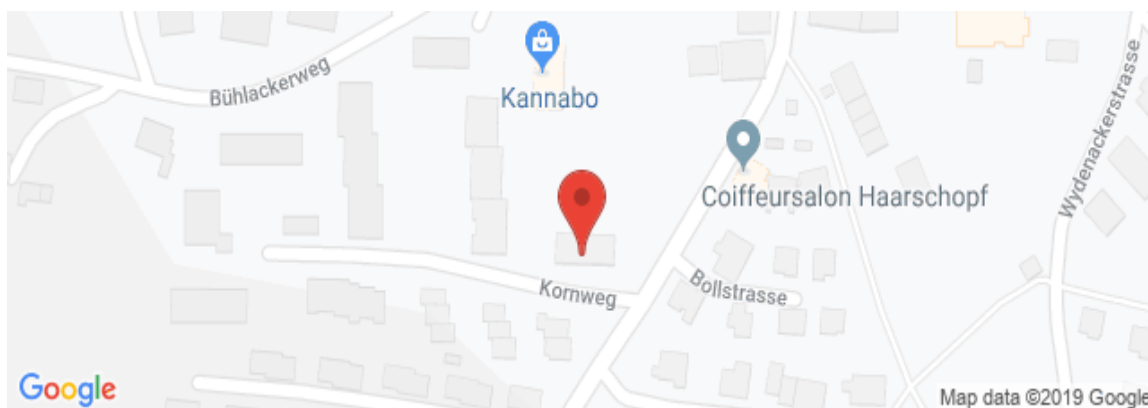 Wydenackerstrasse
Bühlackerweg
Kannabo
Coiffeursalon Haarschopf
Kornweg
Bollstrasse
Google
Map data ©2019 Google